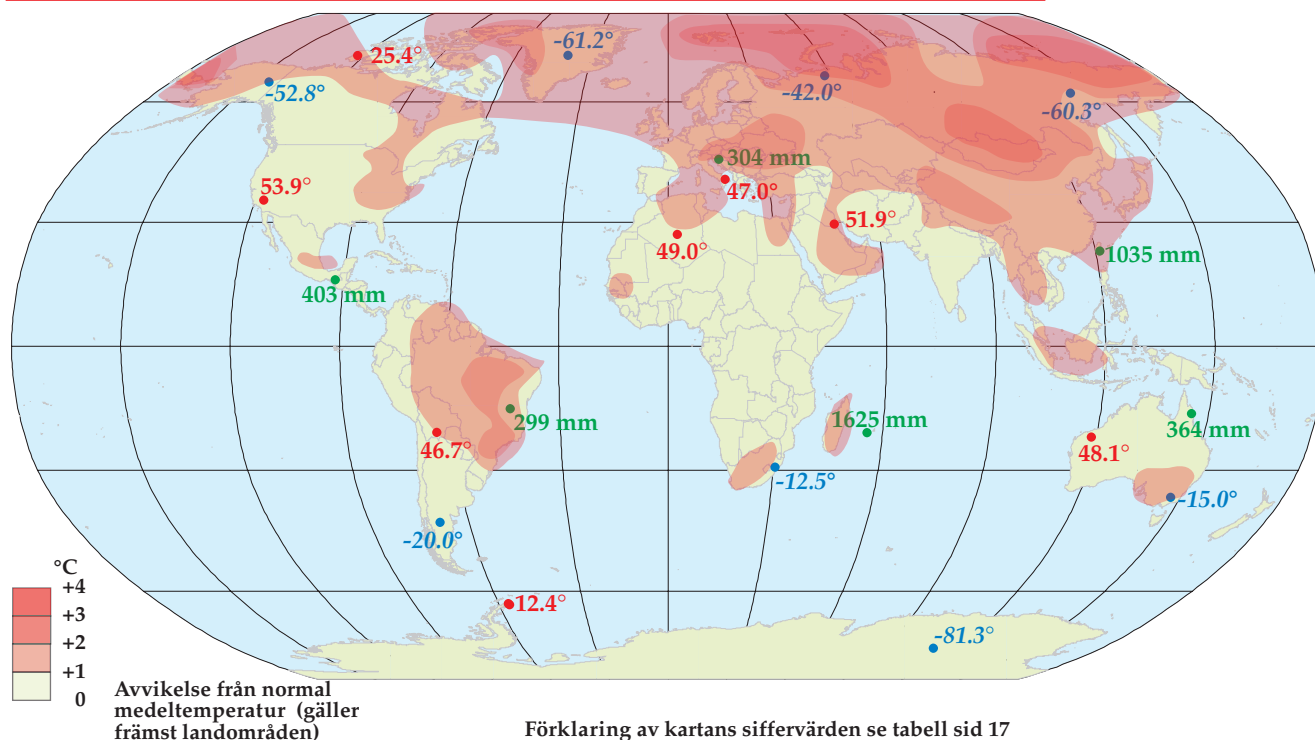 -61.2°
25.4°
-52.8°
-42.0°
-60.3°
304 mm
53.9°
47.0°
51.9°
49.0°
1035 mm
403 mm
299 mm
1625 mm
364 mm
46.7°
48.1°
-12.5°
-15.0°
-20.0°
12.4°
-81.3°
°C
+4
+3
+2
+1
0
Avvikelse från normal
medeltemperatur (gäller
främst landområden)
Förklaring av kartans siffervärden se tabell sid 17